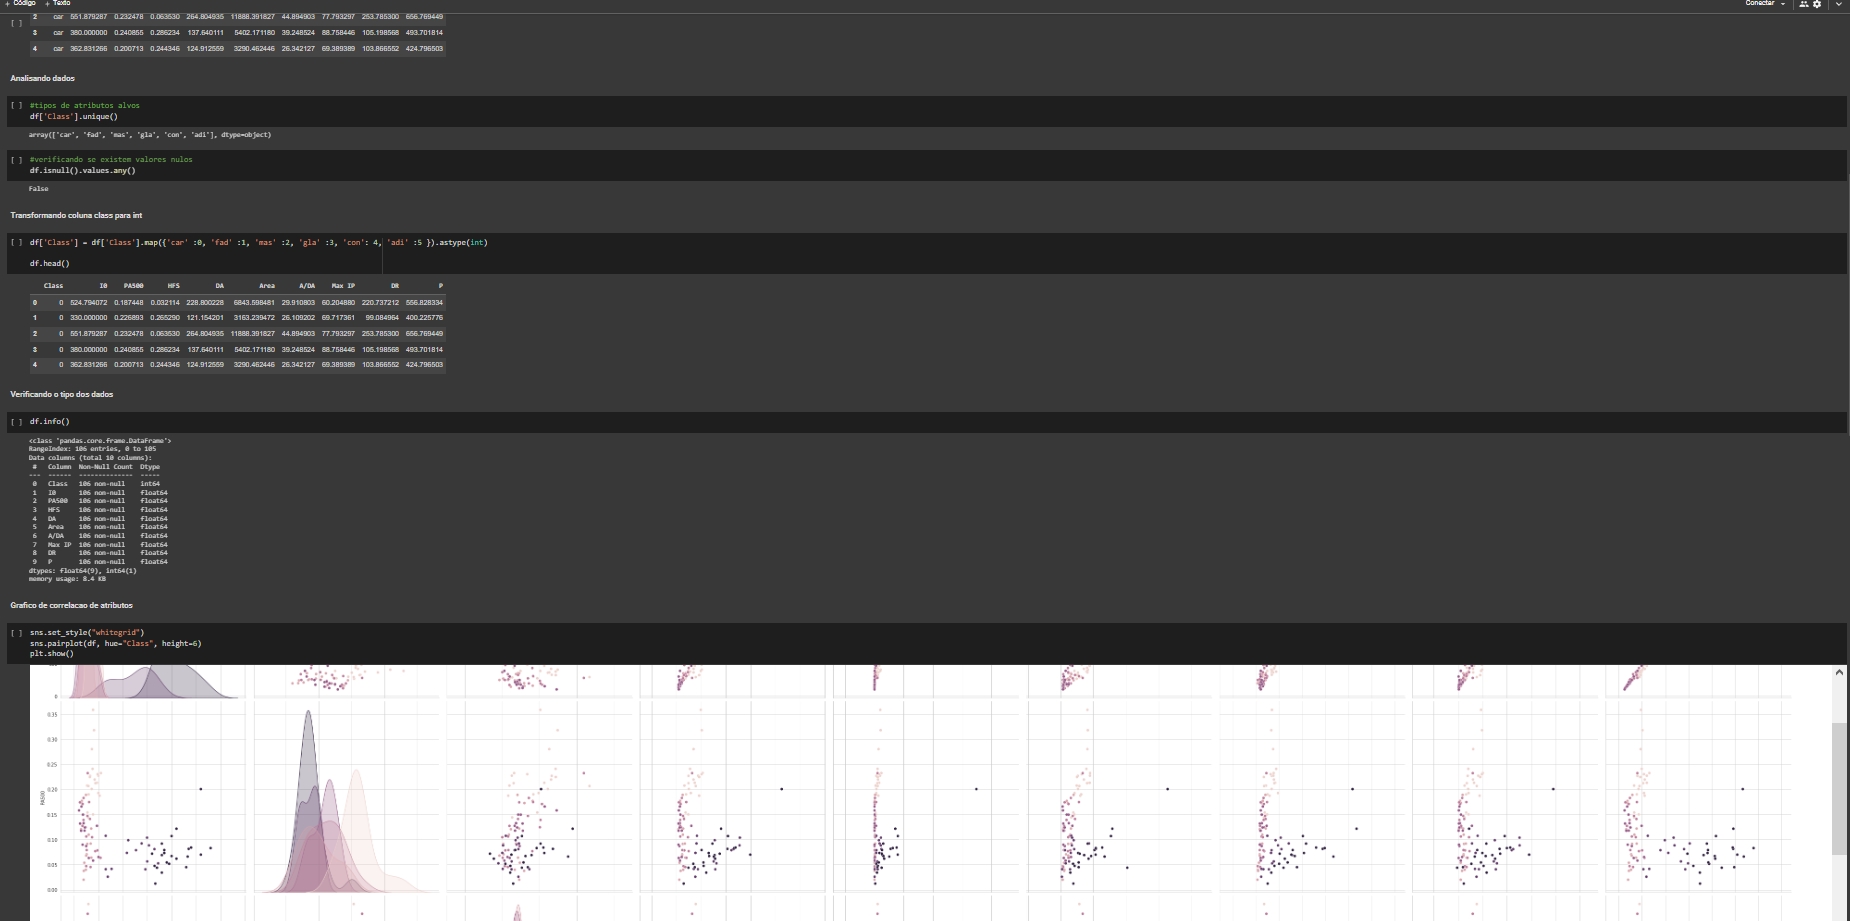 + Código + Texto
Conectar
[ ]
2 car 551.879287 0.232478 0.063530 264.804935 11888.391827 44.894903 77.793297 253.785300 656.769449
3 car 380.000000 0.240855 0.286234 137.640111 5402.171180 39.248524 88.758446 105.198568 493.701814
4 car 362.831266 0.200713 0.244346 124.912559 3290.462446 26.342127 69.389389 103.866552 424.796503
Analisando dados
[ ] #tipos de atributos alvos
df['Class'].unique()
array(['car', 'fad', 'mas', 'gla', 'con', 'adi'], dtype=object)
[ ] #verificando se existem valores nulos
df.isnull().values.any()
False
Transformando coluna class para int
[ ] df['Class'] = df['Class'].map({'car' :0, 'fad' :1, 'mas' :2, 'gla' :3, 'con': 4, 'adi' :5 }).astype(int)
df.head()
Class I0 PA500 HFS DA Area A/DA Max IP DR P
0 0 524.794072 0.187448 0.032114 228.800228 6843.598481 29.910803 60.204880 220.737212 556.828334
1 0 330.000000 0.226893 0.265290 121.154201 3163.239472 26.109202 69.717361 99.084964 400.225776
2 0 551.879287 0.232478 0.063530 264.804935 11888.391827 44.894903 77.793297 253.785300 656.769449
3 0 380.000000 0.240855 0.286234 137.640111 5402.171180 39.248524 88.758446 105.198568 493.701814
4 0 362.831266 0.200713 0.244346 124.912559 3290.462446 26.342127 69.389389 103.866552 424.796503
Verificando o tipo dos dados
[ ] df.info()
<class 'pandas.core.frame.DataFrame'>
RangeIndex: 106 entries, 0 to 105
Data columns (total 10 columns):
# Column Non-Null Count Dtype
--- ------ -------------- -----
0 Class 106 non-null int64
1 I0 106 non-null float64
2 PA500 106 non-null float64
3 HFS 106 non-null float64
4 DA 106 non-null float64
5 Area 106 non-null float64
6 A/DA 106 non-null float64
7 Max IP 106 non-null float64
8 DR 106 non-null float64
9 P 106 non-null float64
dtypes: float64(9), int64(1)
memory usage: 8.4 KB
Grafico de correlacao de atributos
[ ] sns.set_style("whitegrid")
sns.pairplot(df, hue="Class", height=6)
plt.show()
0
0.35
0.30
0.25
0.20
PA500
0.15
0.10
0.05
0.00